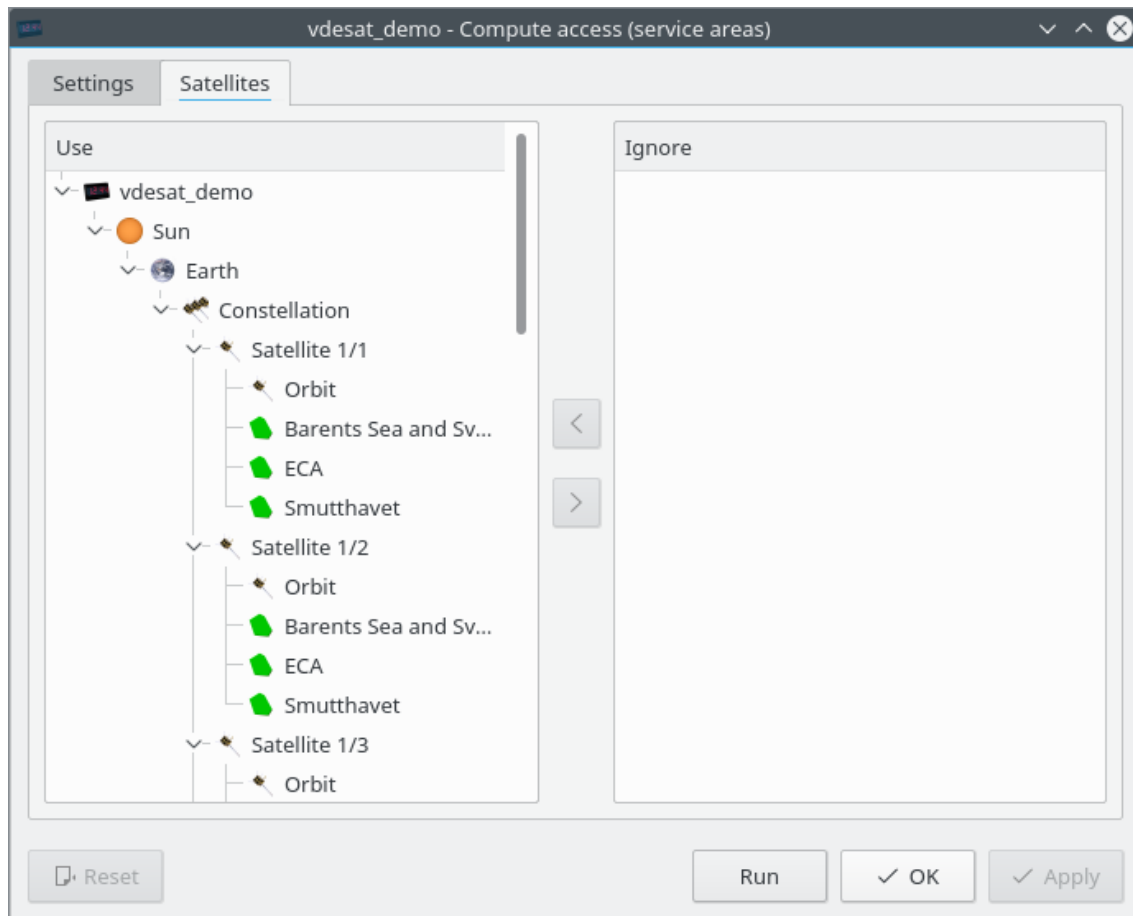 vdesat_demo - Compute access (service areas)
Settings
Satellites
Use
vdesat_demo
Sun
Earth
Constellation
Satellite 1/1
Orbit
Barents Sea and Sv...
ECA
Smutthavet
Satellite 1/2
Orbit
Barents Sea and Sv...
ECA
Smutthavet
Satellite 1/3
Orbit
<
>
Ignore
Reset
Run
OK
Apply